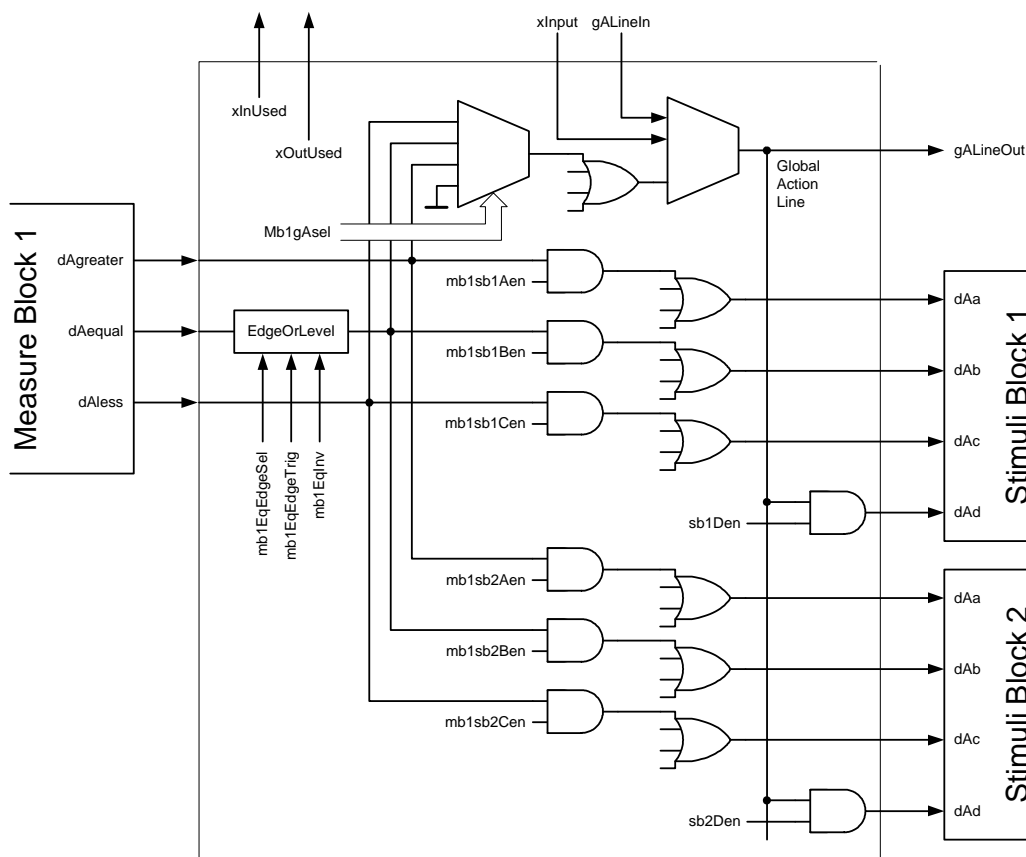 xInput
gALineIn
xInUsed
xOutUsed
gALineOut
Global
Action
Line
Mb1gAsel
Measure Block 1
dAgreater
dAequal
dAless
EdgeOrLevel
mb1EqEdgeSel
mb1EqEdgeTrig
mb1EqInv
mb1sb1Aen
mb1sb1Ben
mb1sb1Cen
sb1Den
dAa
dAb
dAc
dAd
Stimuli Block 1
mb1sb2Aen
mb1sb2Ben
mb1sb2Cen
sb2Den
dAa
dAb
dAc
dAd
Stimuli Block 2